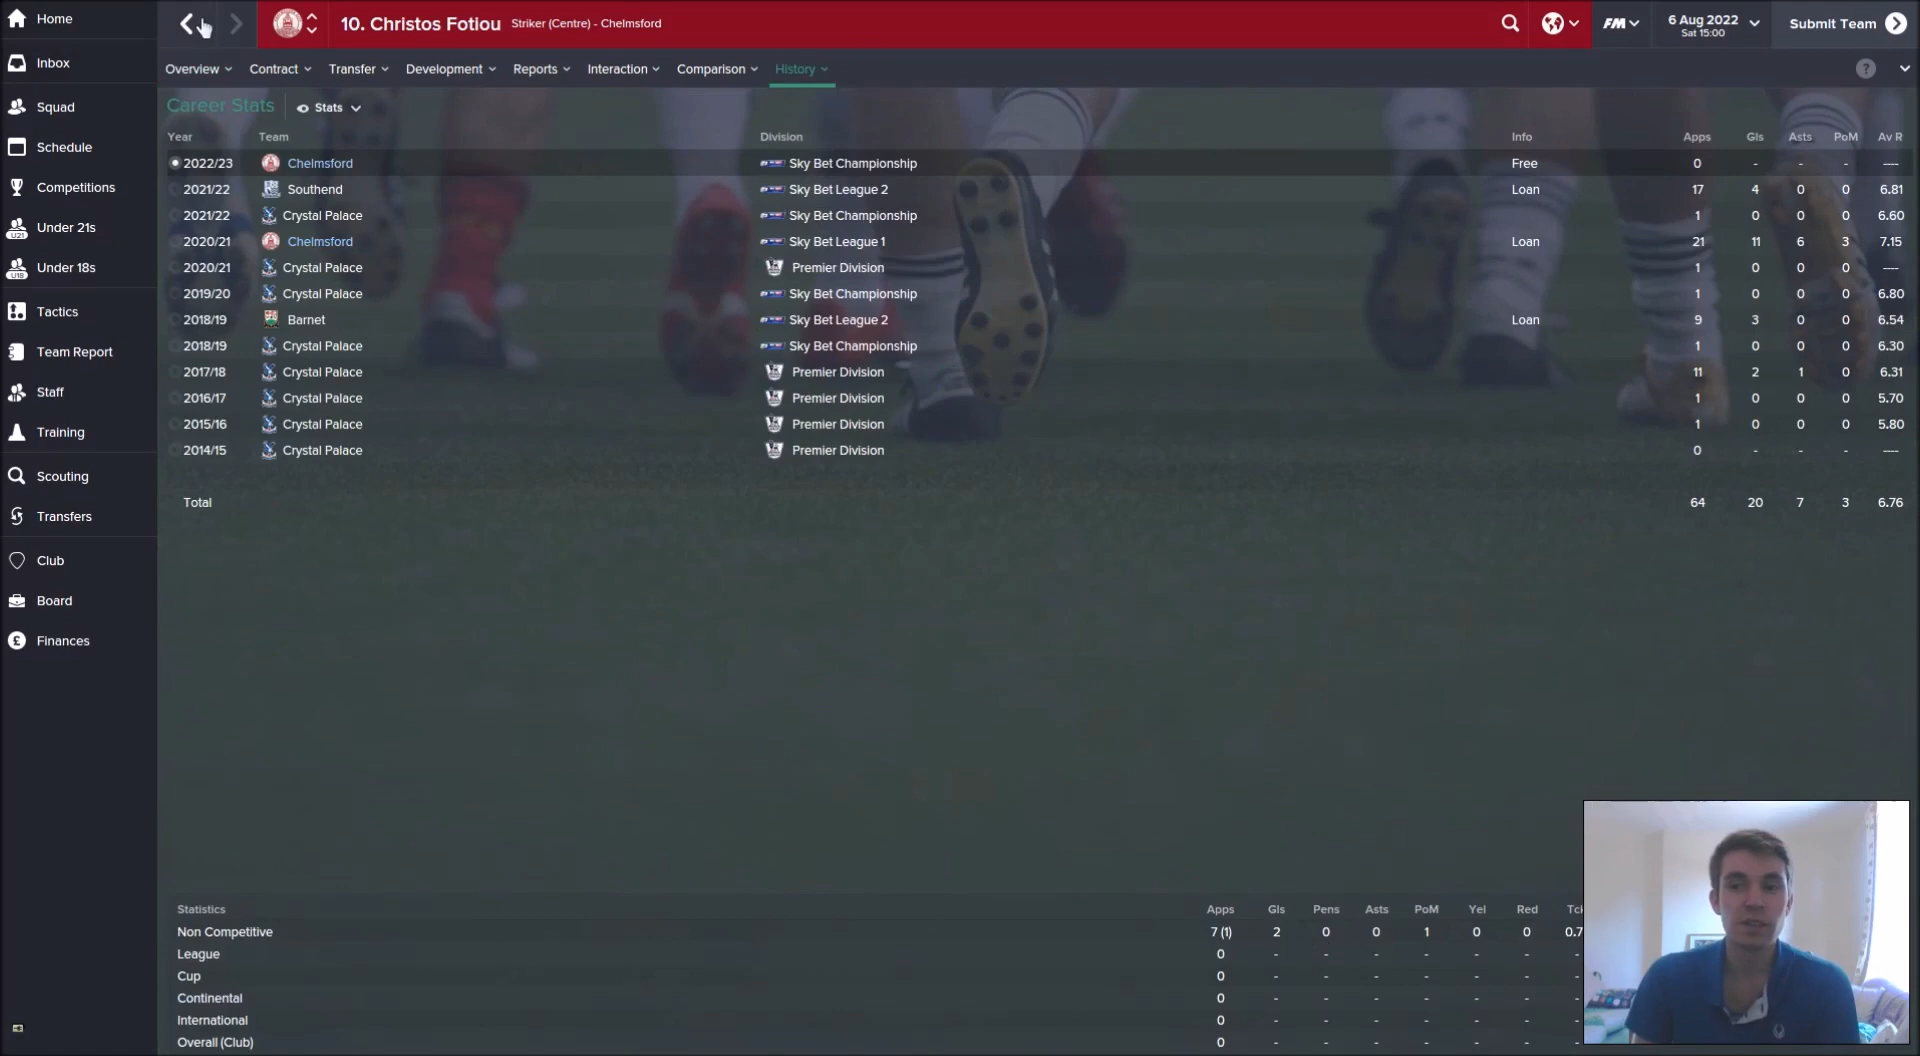 Home
10. Christos Fotiou Striker (Centre) - Chelmsford FM 6 Aug 2022 Sat 15:00 Submit Team
Overview Contract Transfer Development Reports Interaction Comparison History ?
Inbox
Squad
Schedule
Competitions
Under 21s
Under 18s
Tactics
Team Report
Staff
Training
Scouting
Transfers
Club
Board
Finances
Career Stats Stats
Year Team Division Info Apps Gls Asts PoM Av R
2022/23 Chelmsford Sky Bet Championship Free 0 - - - ----
2021/22 Southend Sky Bet League 2 Loan 17 4 0 0 6.81
2021/22 Crystal Palace Sky Bet Championship 1 0 0 0 6.60
2020/21 Chelmsford Sky Bet League 1 Loan 21 11 6 3 7.15
2020/21 Crystal Palace Premier Division 1 0 0 0 ----
2019/20 Crystal Palace Sky Bet Championship 1 0 0 0 6.80
2018/19 Barnet Sky Bet League 2 Loan 9 3 0 0 6.54
2018/19 Crystal Palace Sky Bet Championship 1 0 0 0 6.30
2017/18 Crystal Palace Premier Division 11 2 1 0 6.31
2016/17 Crystal Palace Premier Division 1 0 0 0 5.70
2015/16 Crystal Palace Premier Division 1 0 0 0 5.80
2014/15 Crystal Palace Premier Division 0 - - - ----
Total 64 20 7 3 6.76
Statistics Apps Gls Pens Asts PoM Yel Red
Non Competitive 7 (1) 2 0 0 1 0 0 0.7
League 0 - - - - - - -
Cup 0 - - - - - - -
Continental 0 - - - - - - -
International 0 - - - - - - -
Overall (Club) 0 - - - - - - -